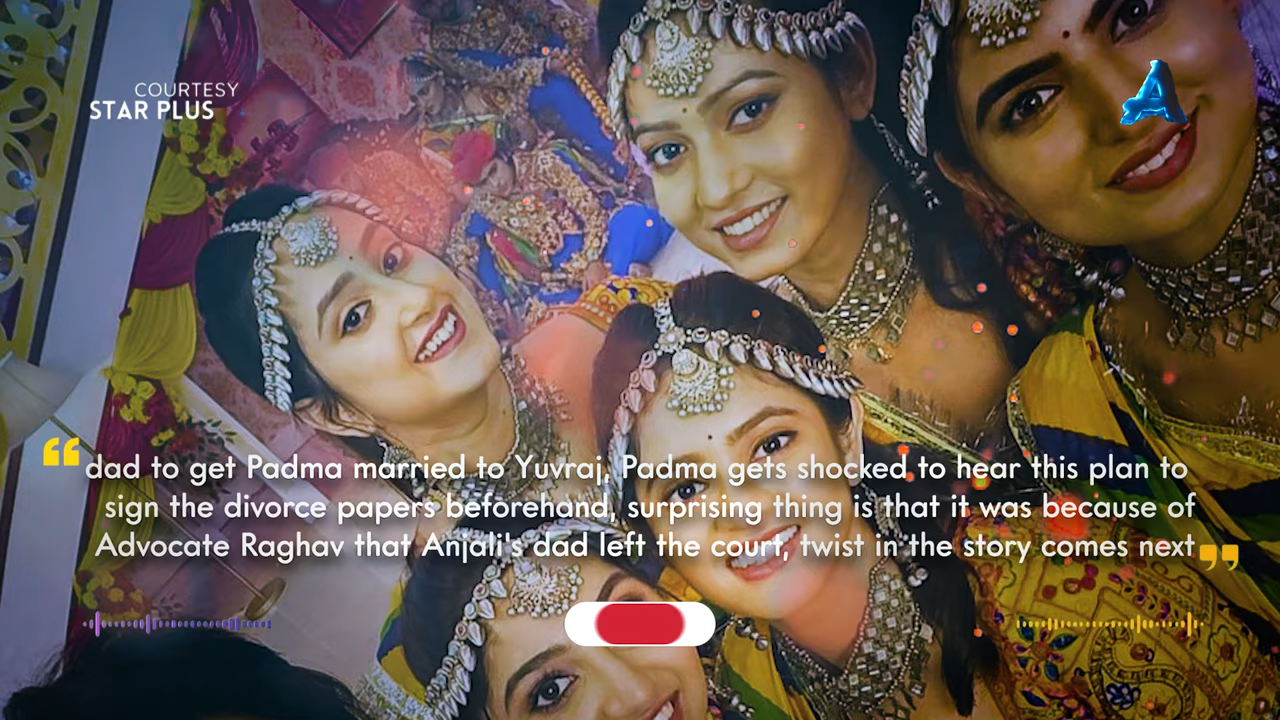 COURTESY
STAR PLUS
A
“dad to get Padma married to Yuvraj, Padma gets shocked to hear this plan to
sign the divorce papers beforehand, surprising thing is that it was because of
Advocate Raghav that Anjali's dad left the court, twist in the story comes next”